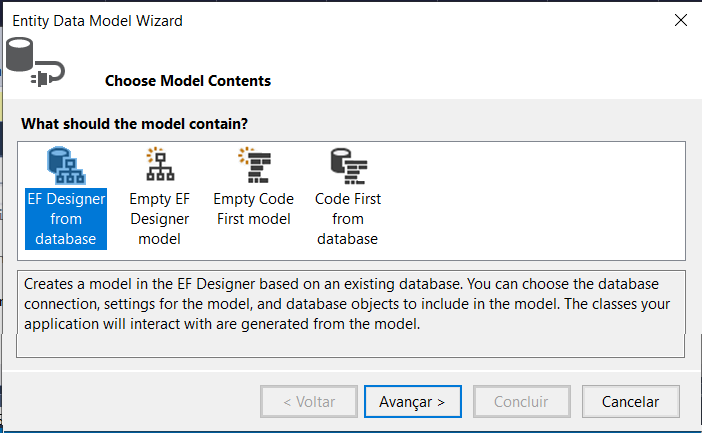 Entity Data Model Wizard
Choose Model Contents
What should the model contain?
EF Designer
from
database
Empty EF
Designer
model
Empty Code
First model
Code First
from
database
Creates a model in the EF Designer based on an existing database. You can choose the database
connection, settings for the model, and database objects to include in the model. The classes your
application will interact with are generated from the model.
< Voltar
Avançar >
Concluir
Cancelar